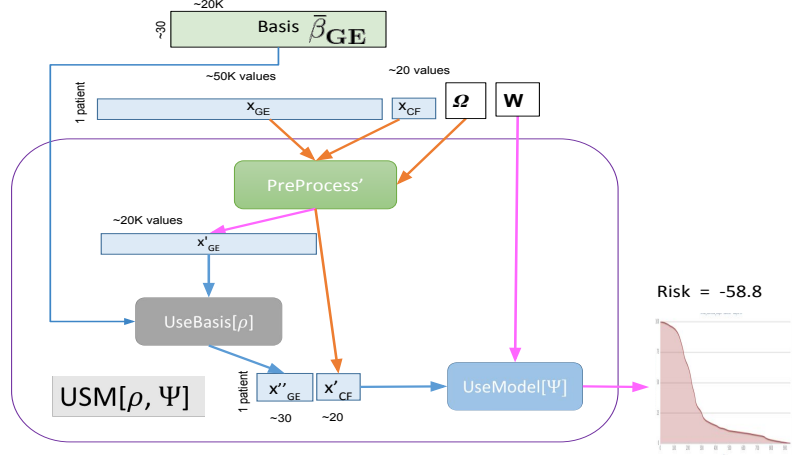 ~20K
~30
Basis β̄GE
~50K values
~20 values
1 patient
xGE
xCF
Ω
W
PreProcess’
~20K values
x'GE
UseBasis[ρ]
Risk = -58.8
1 patient
x''GE
x'CF
UseModel[Ψ]
USM[ρ, Ψ]
~30
~20